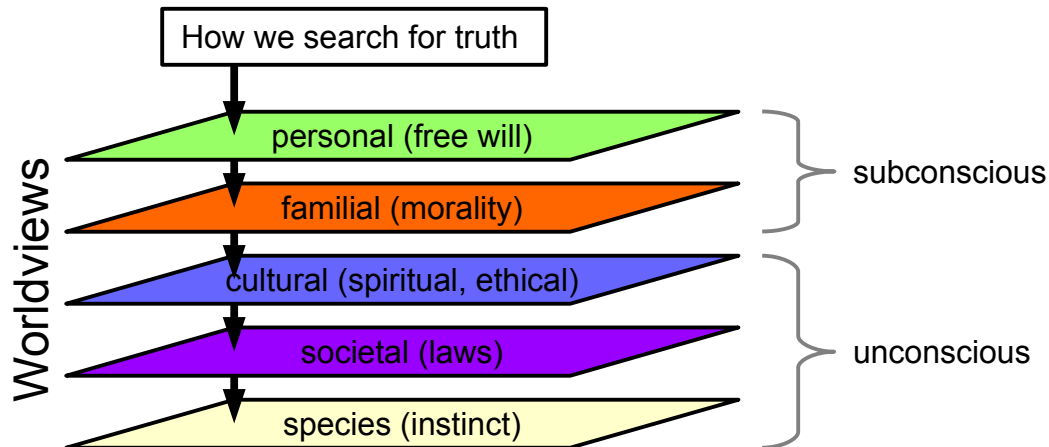 How we search for truth
personal (free will)
familial (morality)
subconscious
cultural (spiritual, ethical)
societal (laws)
unconscious
species (instinct)
Worldviews